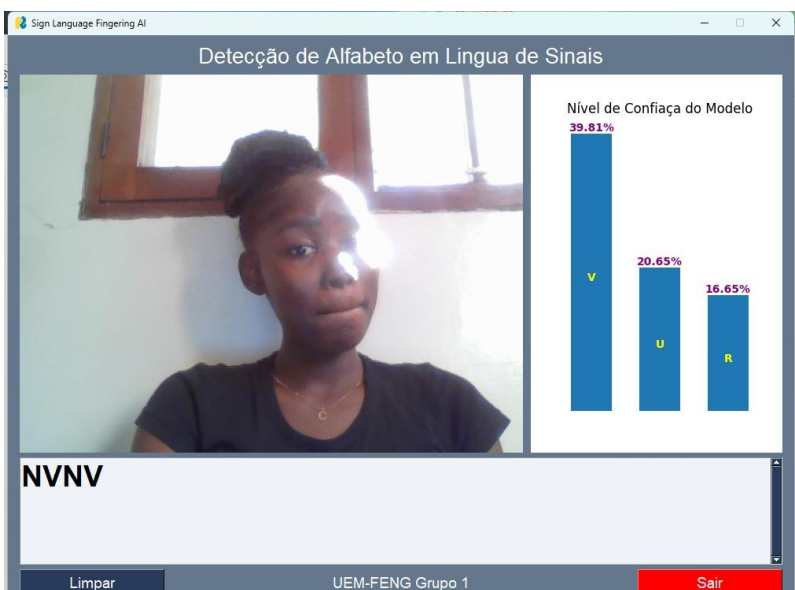 Sign Language Fingering AI
Detecção de Alfabeto em Lingua de Sinais
Nível de Confiaça do Modelo
39.81%
20.65%
16.65%
V
U
R
C
NVNV
Limpar
UEM-FENG Grupo 1
Sair